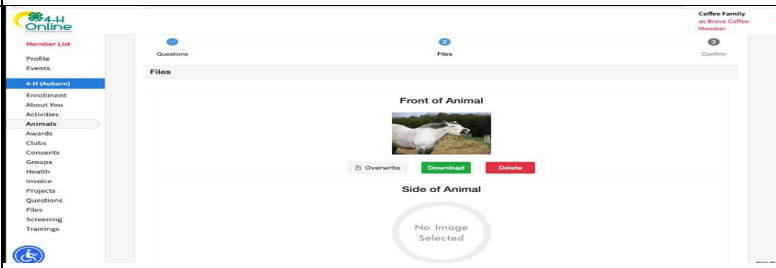 4-H
Online
Coffee Family
as Breve Coffee
Member
Member List
Profile
Events
4-H (Auburn)
Enrollment
About You
Activities
Animals
Awards
Clubs
Consents
Groups
Health
Invoice
Projects
Questions
Files
Screening
Trainings
2
3
Questions
Files
Confirm
Files
Front of Animal
Overwrite
Download
Delete
Side of Animal
No Image
Selected